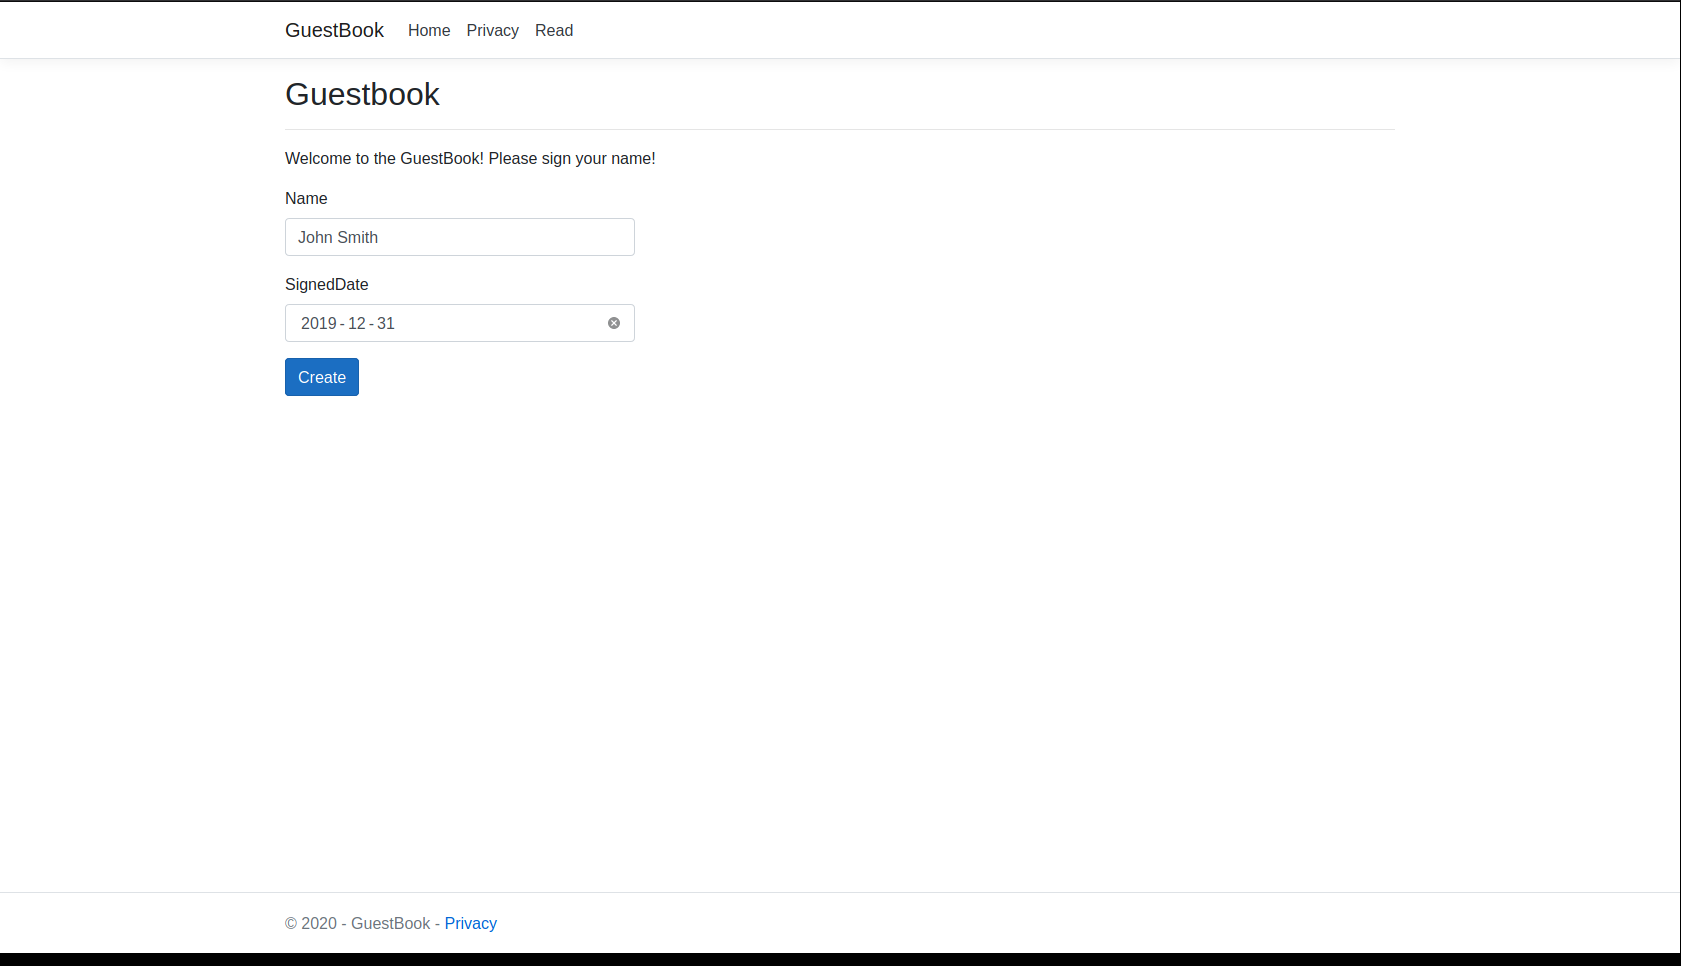 GuestBook Home Privacy Read
Guestbook
Welcome to the GuestBook! Please sign your name!
Name
John Smith
SignedDate
2019-12-31
Create
© 2020 - GuestBook - Privacy